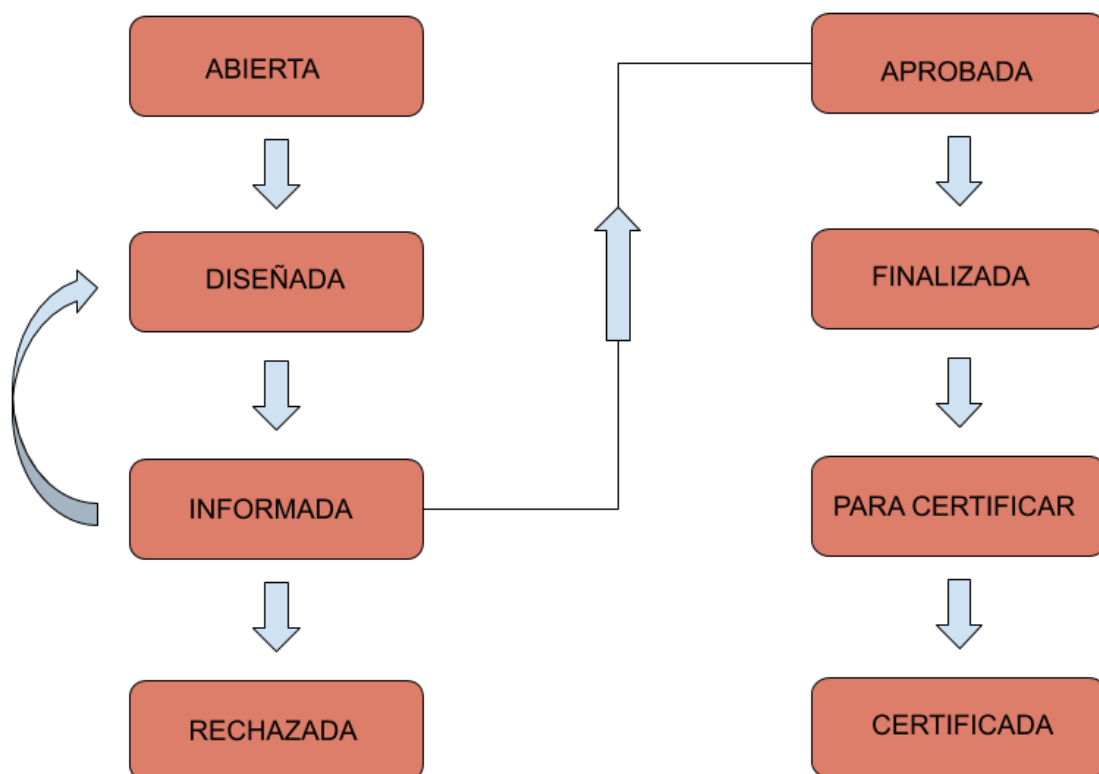 ABIERTA
DISEÑADA
INFORMADA
RECHAZADA
APROBADA
FINALIZADA
PARA CERTIFICAR
CERTIFICADA